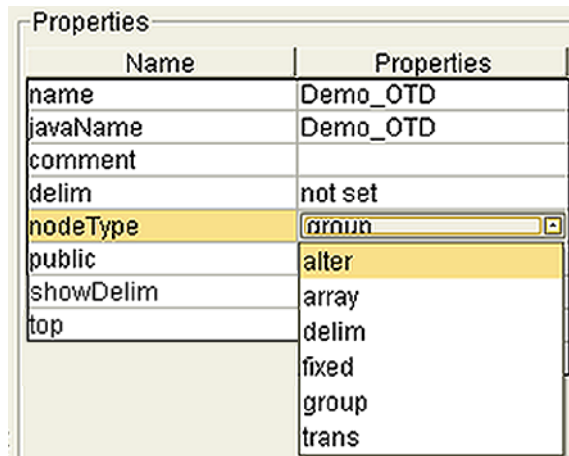 Properties
Name Properties
name Demo_OTD
javaName Demo_OTD
comment
delim not set
nodeType group
public alter
array
showDelim delim
top fixed
group
trans